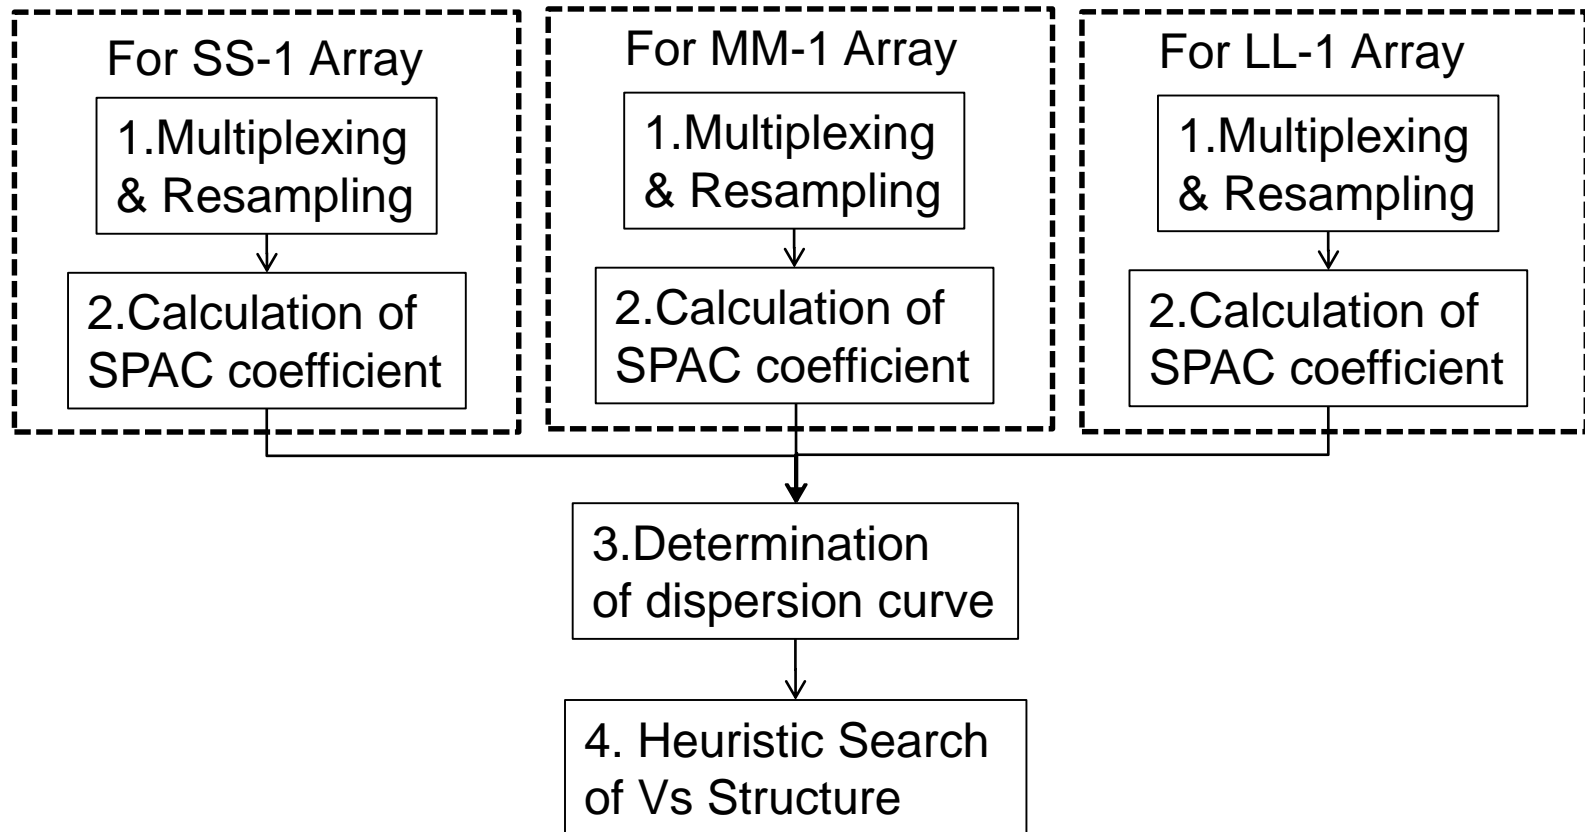 For SS-1 Array
1.Multiplexing
& Resampling
2.Calculation of
SPAC coefficient
For MM-1 Array
1.Multiplexing
& Resampling
2.Calculation of
SPAC coefficient
For LL-1 Array
1.Multiplexing
& Resampling
2.Calculation of
SPAC coefficient
3.Determination
of dispersion curve
4. Heuristic Search
of Vs Structure